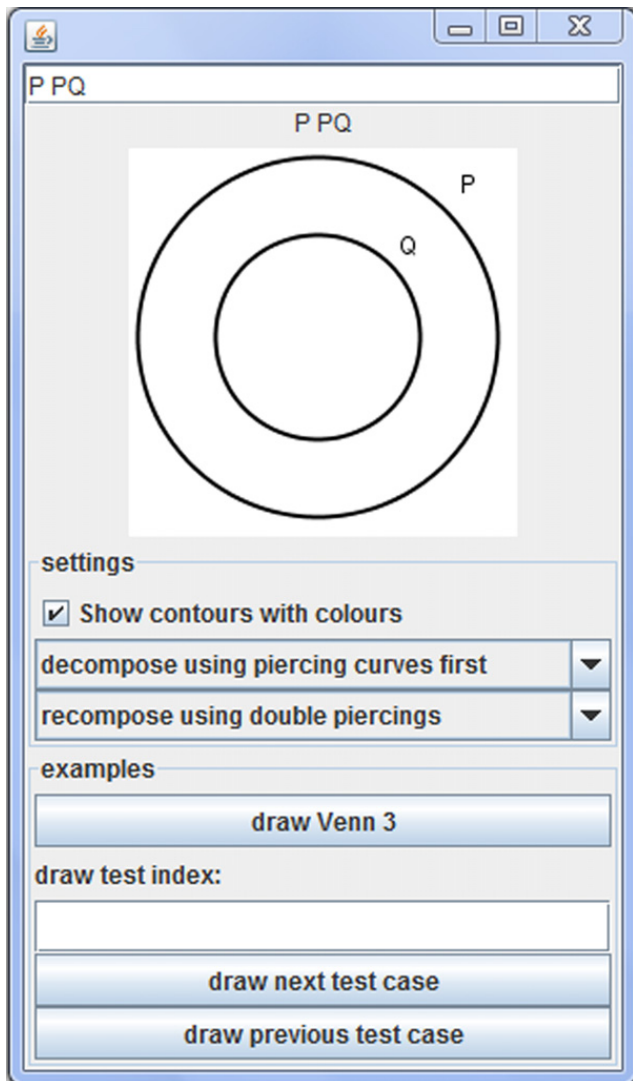 P PQ
P PQ
P
Q
settings
Show contours with colours
decompose using piercing curves first
recompose using double piercings
examples
draw Venn 3
draw test index:
draw next test case
draw previous test case